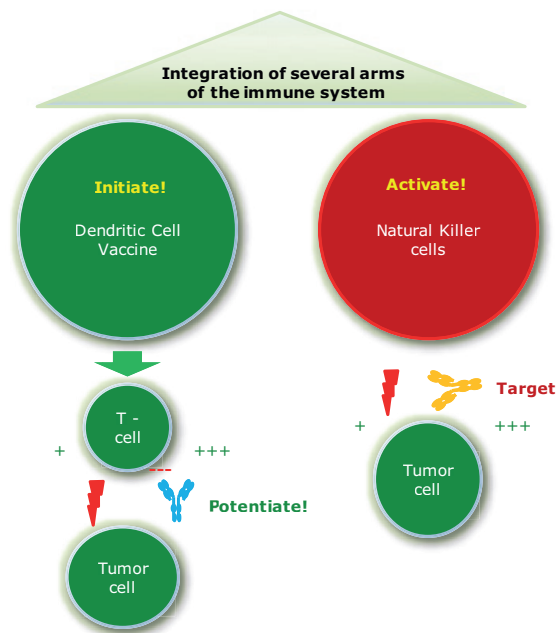 Integration of several arms
of the immune system
Initiate!
Dendritic Cell
Vaccine
Activate!
Natural Killer
cells
T -
cell
+
+++
Potentiate!
Tumor
cell
Target
+
+++
Tumor
cell